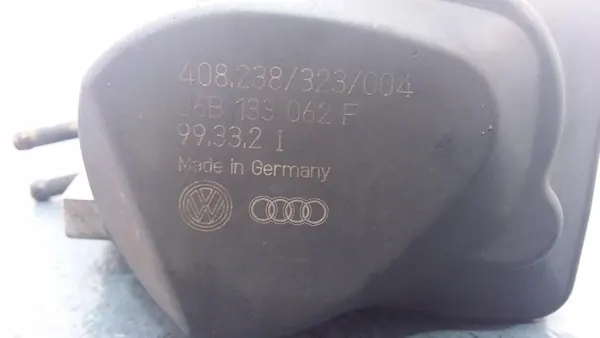 408.238/323/004
06B 133 062 F
99.33.2 I
Made in Germany